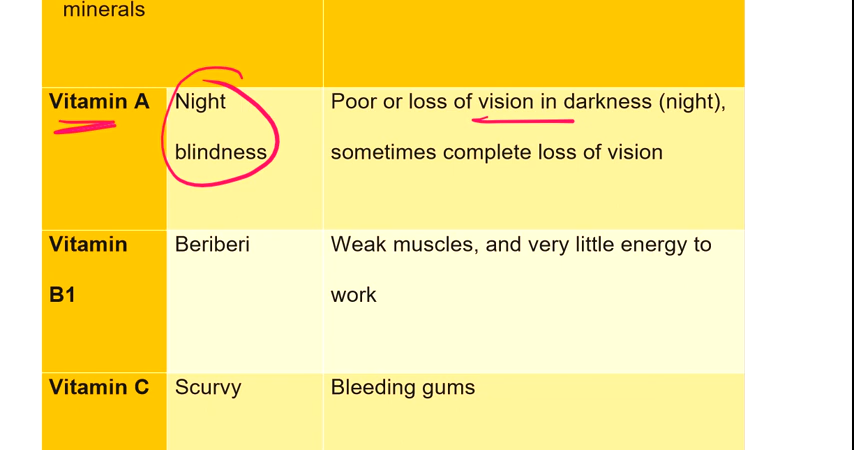 minerals
Vitamin A
Night
blindness
Poor or loss of vision in darkness (night),
sometimes complete loss of vision
Vitamin
B1
Beriberi
Weak muscles, and very little energy to
work
Vitamin C
Scurvy
Bleeding gums